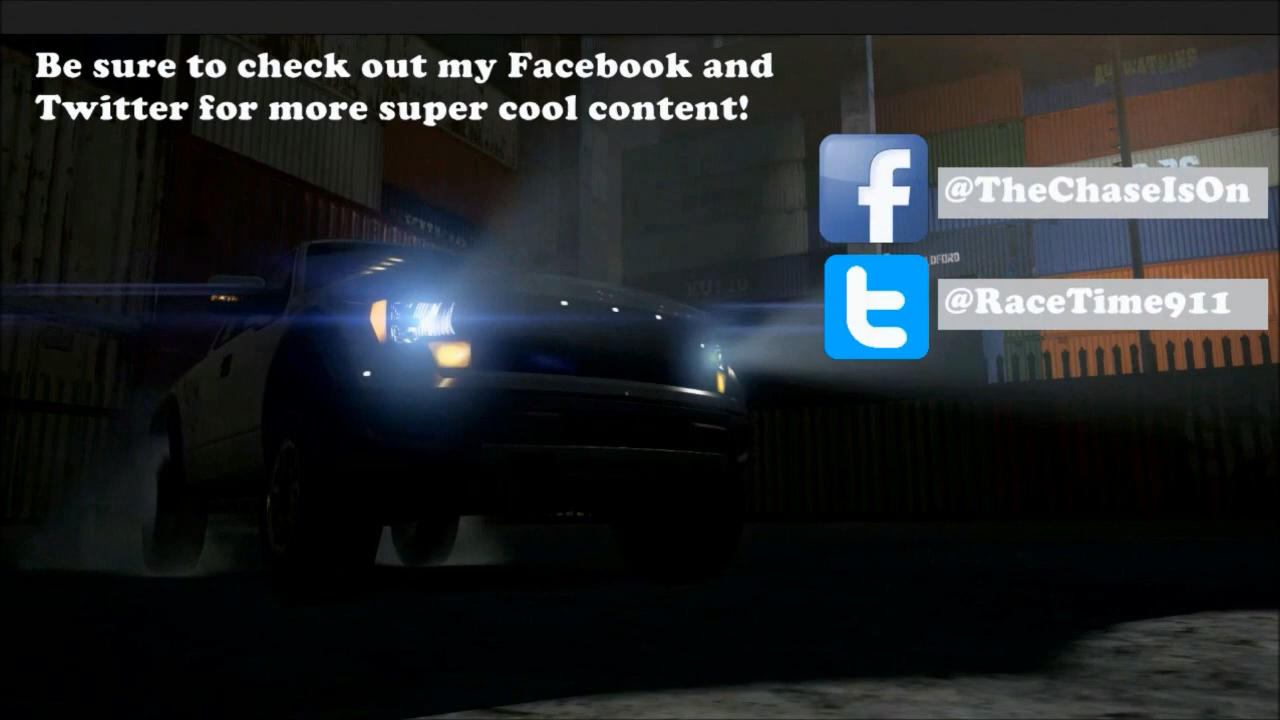 Be sure to check out my Facebook and
Twitter for more super cool content!
@TheChaseIsOn
@RaceTime911